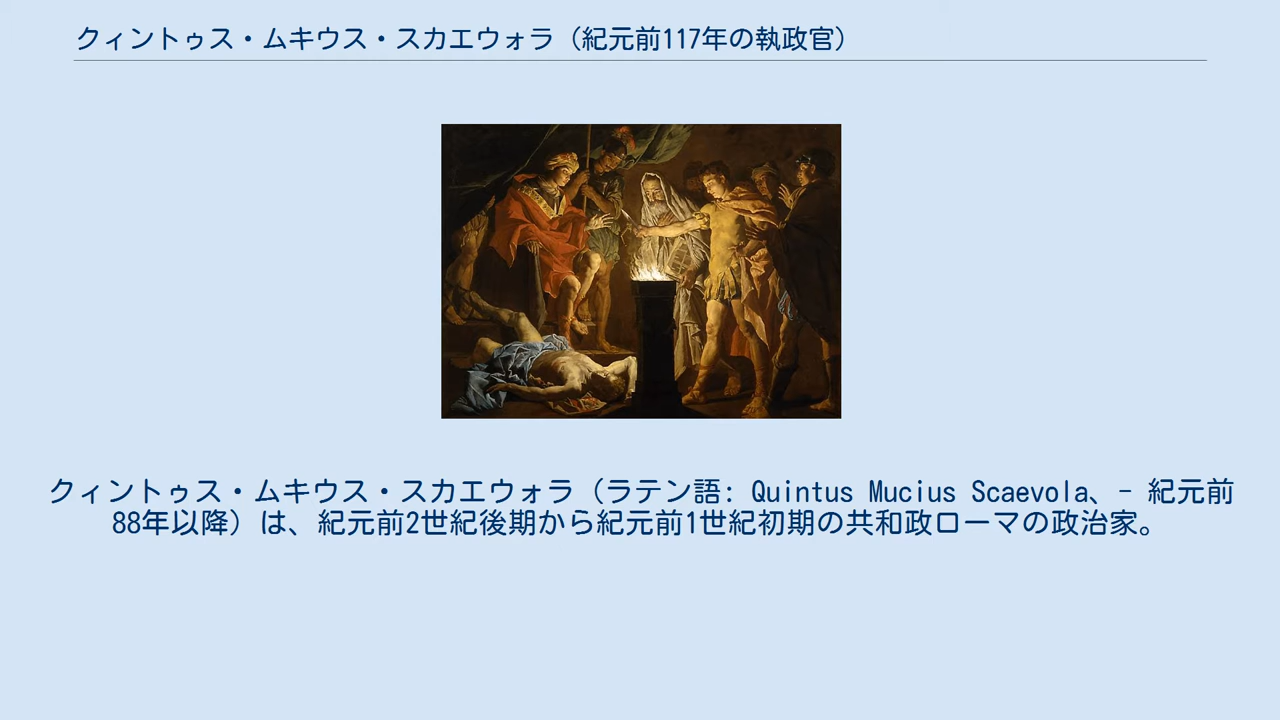 クィントゥス・ムキウス・スカエウォラ（紀元前117年の執政官）
クィントゥス・ムキウス・スカエウォラ（ラテン語: Quintus Mucius Scaevola、– 紀元前
88年以降）は、紀元前2世紀後期から紀元前1世紀初期の共和政ローマの政治家。